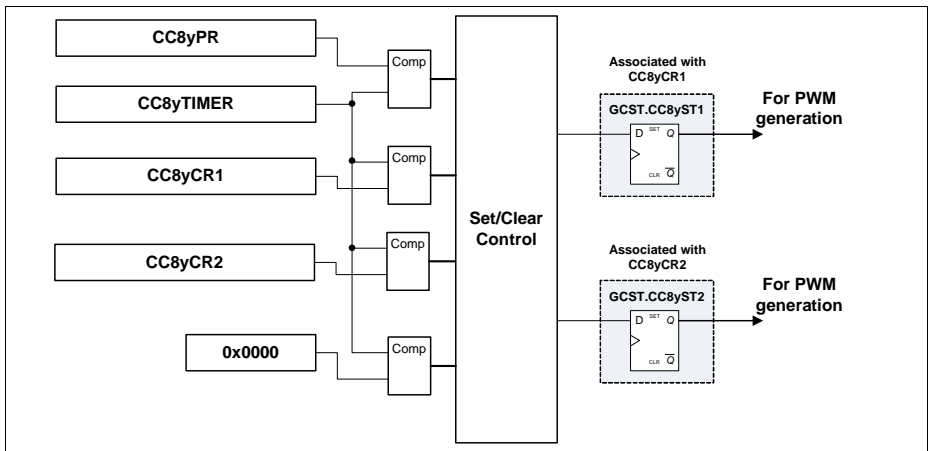 CC8yPR
CC8yTIMER
CC8yCR1
CC8yCR2
0x0000
Comp
Comp
Comp
Comp
Set/Clear
Control
Associated with
CC8yCR1
GCST.CC8yST1
D SET Q
CLR Q
For PWM
generation
Associated with
CC8yCR2
GCST.CC8yST2
D SET Q
CLR Q
For PWM
generation